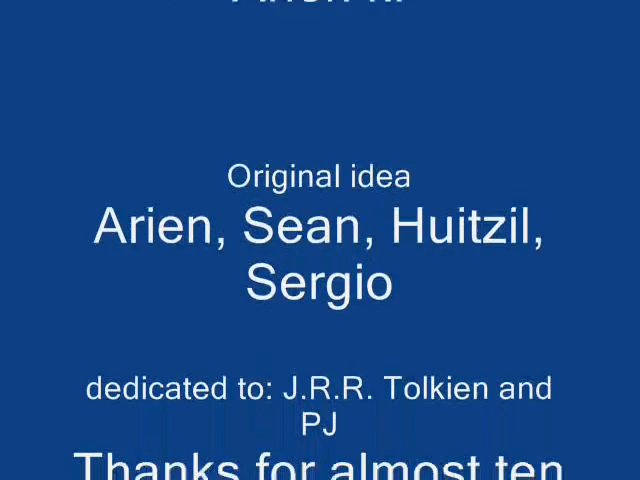 Original idea
Arien, Sean, Huitzil,
Sergio
dedicated to: J.R.R. Tolkien and
PJ
Thanks for almost ten